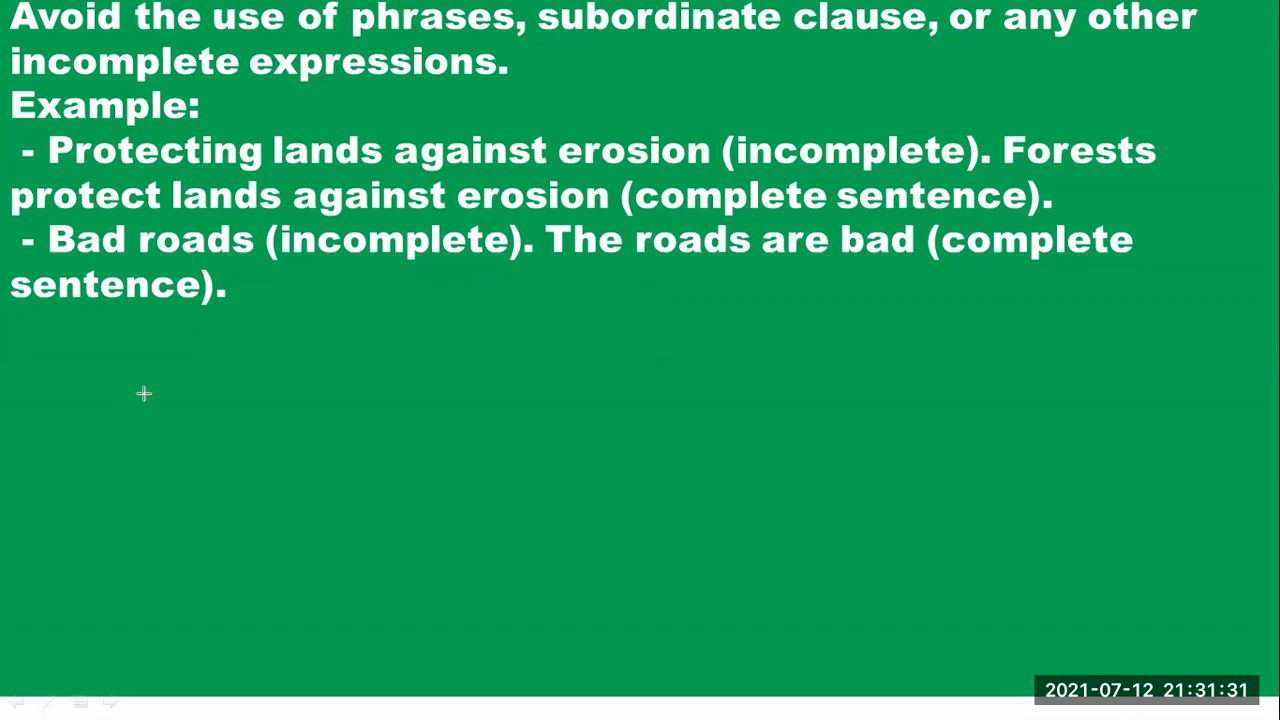 Avoid the use of phrases, subordinate clause, or any other
incomplete expressions.
Example:
- Protecting lands against erosion (incomplete). Forests
protect lands against erosion (complete sentence).
- Bad roads (incomplete). The roads are bad (complete
sentence).
2021-07-12 21:31:31